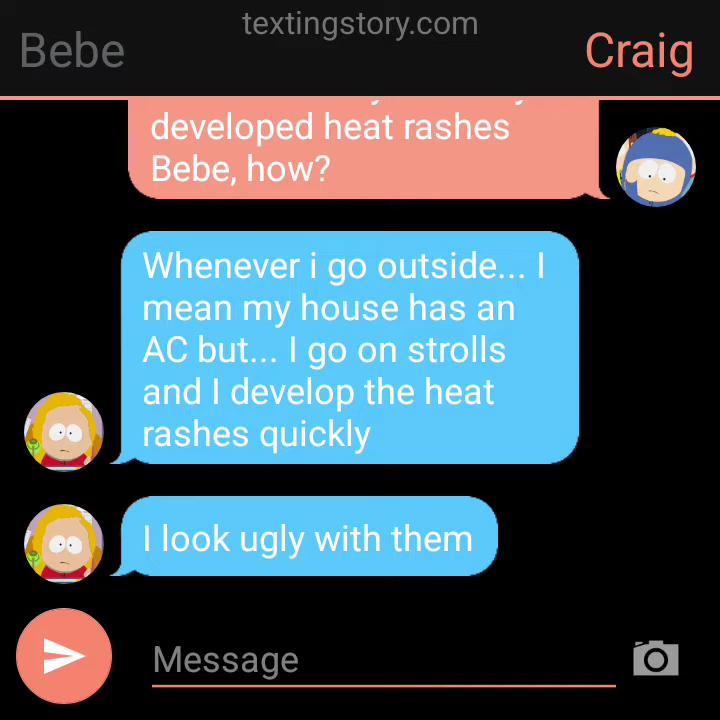 textingstory.com
Bebe
Craig
developed heat rashes
Bebe, how?
Whenever i go outside... I
mean my house has an
AC but... I go on strolls
and I develop the heat
rashes quickly
I look ugly with them
Message